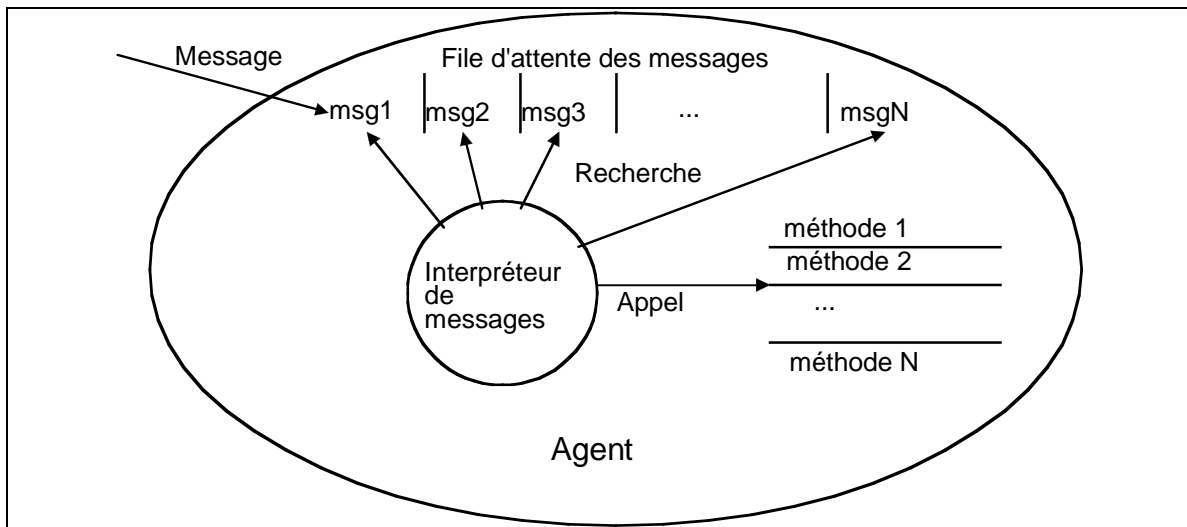 Message
File d'attente des messages
msg1 msg2 msg3 ... msgN
Recherche
Interpréteur
de
messages
Appel
méthode 1
méthode 2
...
méthode N
Agent